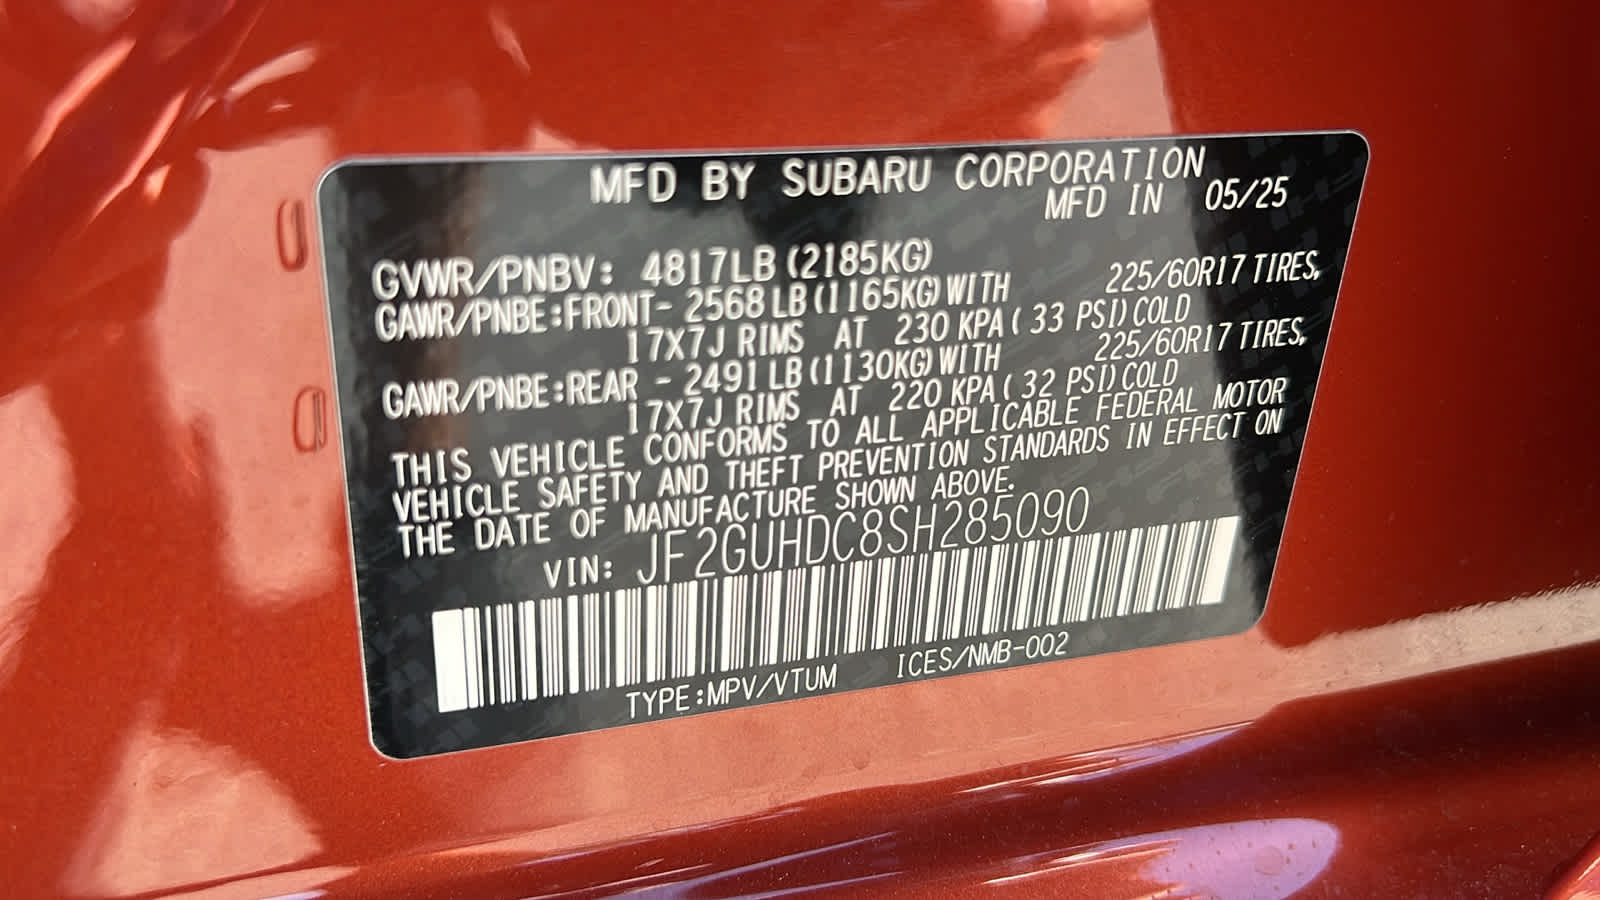 MFD BY SUBARU CORPORATION
MFD IN 05/25
GVWR/PNBV: 4817LB (2185KG)
GAWR/PNBE:FRONT- 2568LB(1165KG)WITH 225/60R17 TIRES,
17X7J RIMS AT 230 KPA( 33 PSI)COLD
GAWR/PNBE:REAR - 2491LB(1130KG)WITH 225/60R17 TIRES,
17X7J RIMS AT 220 KPA( 32 PSI)COLD
THIS VEHICLE CONFORMS TO ALL APPLICABLE FEDERAL MOTOR
VEHICLE SAFETY AND THEFT PREVENTION STANDARDS IN EFFECT ON
THE DATE OF MANUFACTURE SHOWN ABOVE.
VIN: JF2GUHDC8SH285090
TYPE:MPV/VTUM ICES/NMB-002